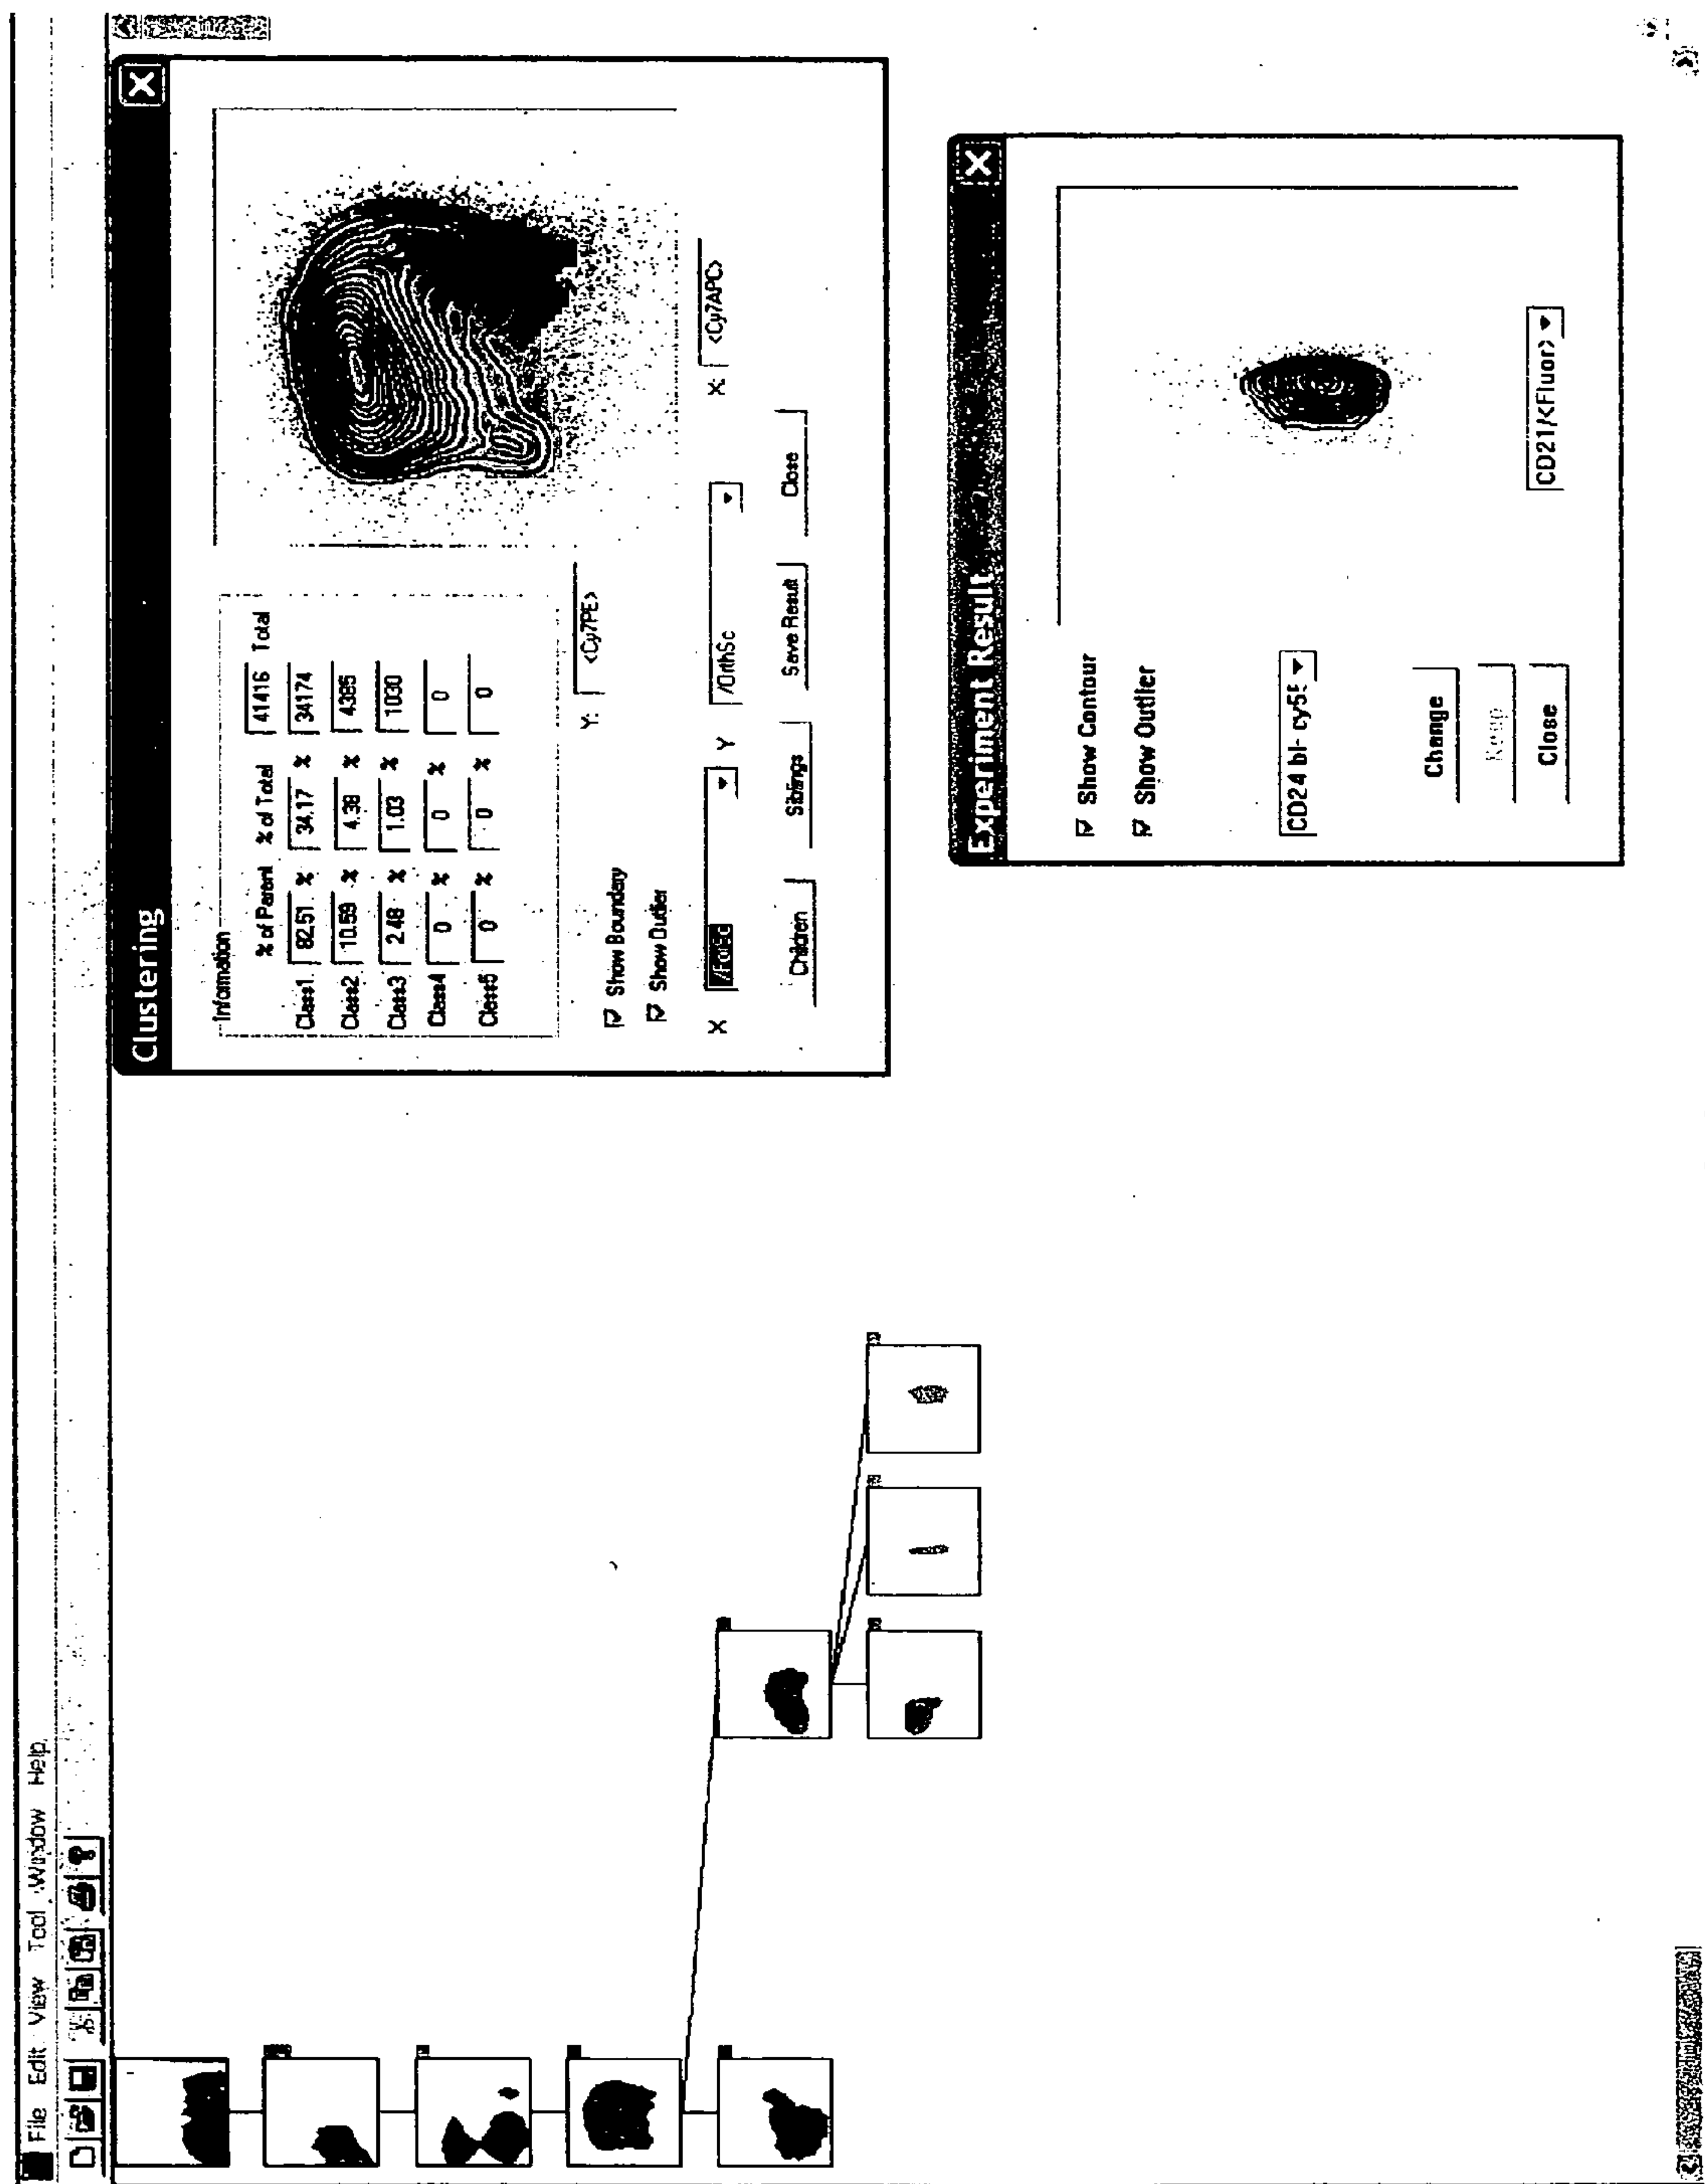 File Edit View Tool Window Help
Clustering
Information
% of Parent % of Total 41416 Total
Class1 82.51 % 34.17 % 34174
Class2 10.59 % 4.38 % 4385
Class3 2.48 % 1.03 % 1030
Class4 0 % 0 % 0
Class5 0 % 0 % 0
Show Boundary
Show Outlier
Y: <Cy7PE>
X: <Cy7APC>
X Y /OrthSc
Children Siblings Save Result Close
Experiment Result
Show Contour
Show Outlier
CD24 bl- cy5
Change
Keep
Close
CD21/<Fluor>